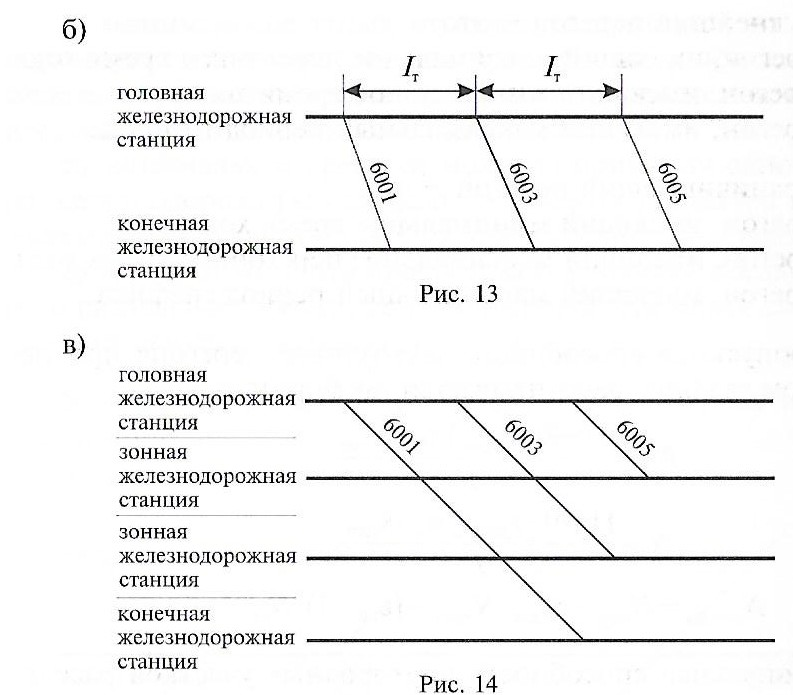 б)
Iт Iт
головная
железнодорожная
станция
6001 6003 6005
конечная
железнодорожная
станция
Рис. 13
в)
головная
железнодорожная
станция
6001 6003 6005
зонная
железнодорожная
станция
зонная
железнодорожная
станция
конечная
железнодорожная
станция
Рис. 14